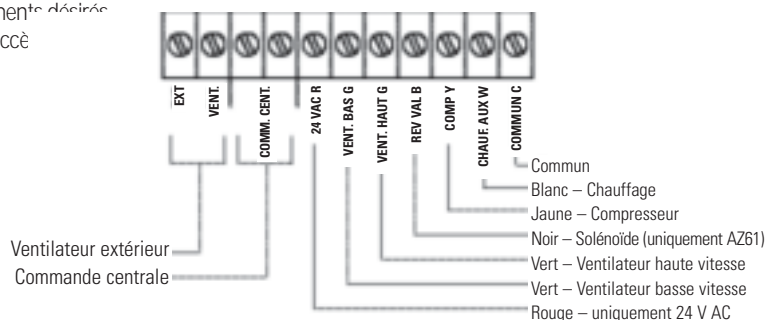 désirés
EXT
VENT.
COMM. CENT.
24 VAC R
VENT. BAS G
VENT. HAUT G
REV VAL B
COMP Y
CHAUF. AUX W
COMMUN C
Commun
Blanc – Chauffage
Jaune – Compresseur
Noir – Solénoïde (uniquement AZ61)
Vert – Ventilateur haute vitesse
Vert – Ventilateur basse vitesse
Rouge – uniquement 24 V AC
Ventilateur extérieur
Commande centrale